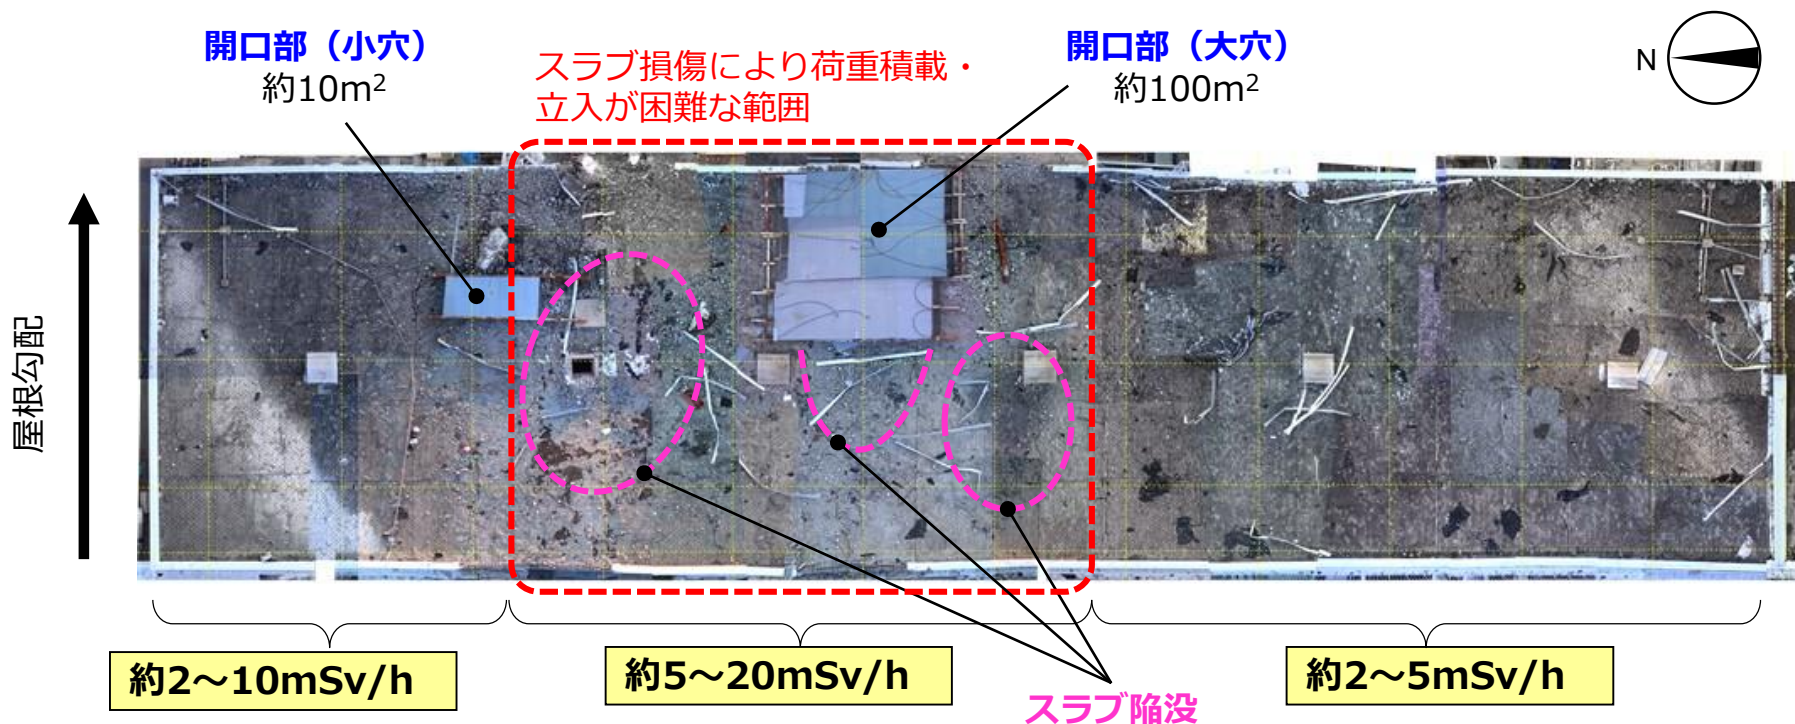 開口部（小穴）
約10m²
スラブ損傷により荷重積載・
立入が困難な範囲
開口部（大穴）
約100m²
N
屋根勾配
約2～10mSv/h
約5～20mSv/h
約2～5mSv/h
スラブ陥没